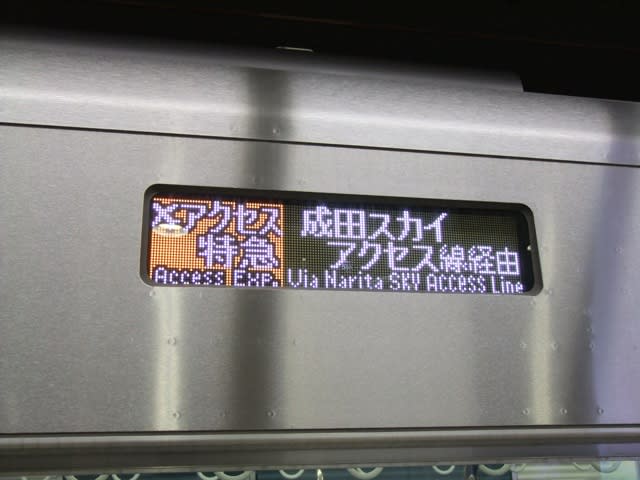 アクセス
特急
Access Exp.
成田スカイ
アクセス線経由
Via Narita SKY ACCESS Line